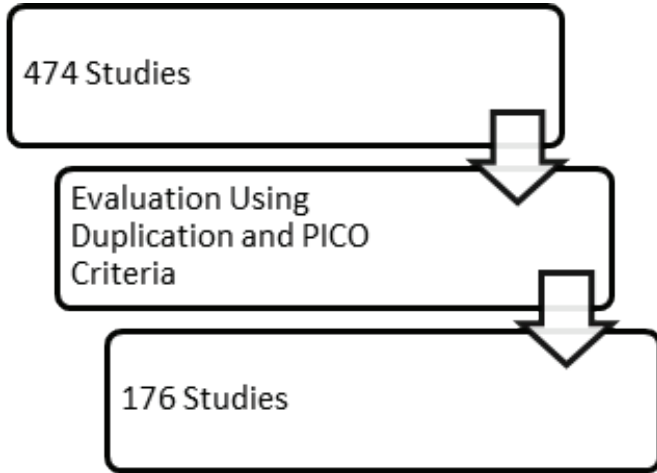 474 Studies
Evaluation Using
Duplication and PICO
Criteria
176 Studies